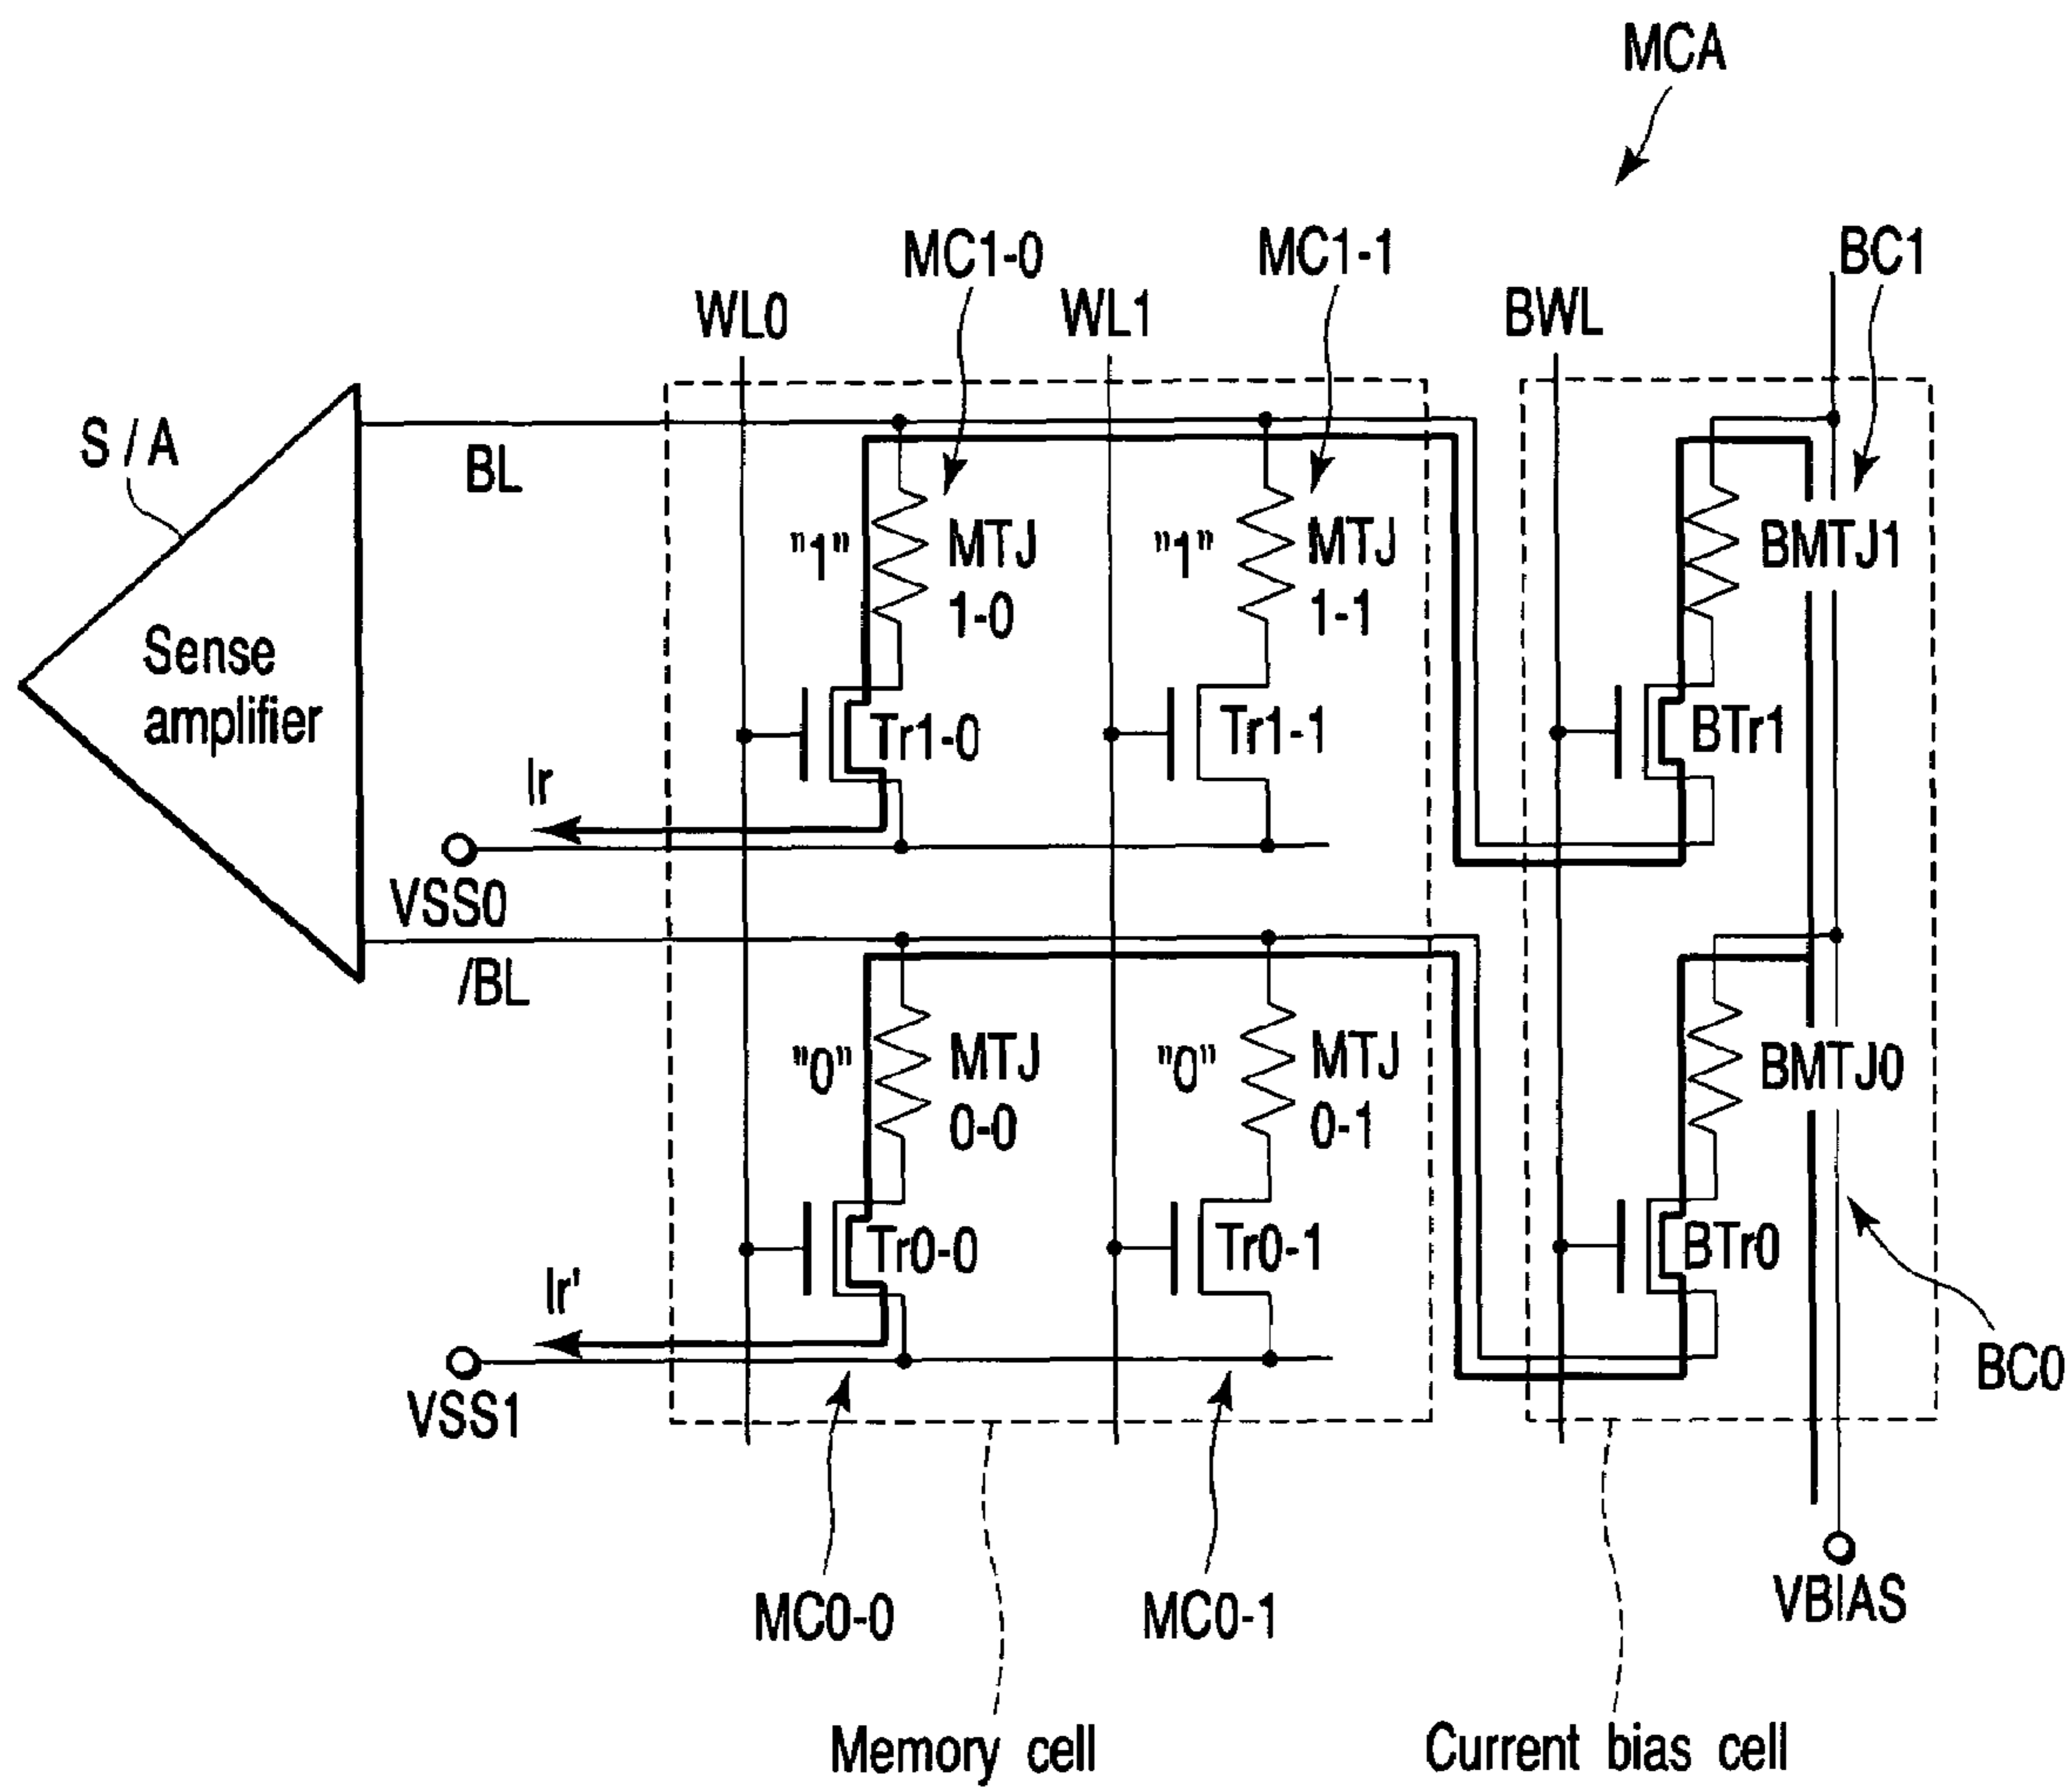 MCA
MC1-0
MC1-1
BC1
WL0
WL1
BWL
S / A
BL
"1"
MTJ
1-0
"1"
MTJ
1-1
BMTJ1
Sense
amplifier
Tr1-0
Tr1-1
BTr1
Ir
VSS0
/BL
"0"
MTJ
0-0
"0"
MTJ
0-1
BMTJ0
Tr0-0
Tr0-1
BTr0
Ir'
VSS1
BC0
MC0-0
MC0-1
VBIAS
Memory cell
Current bias cell